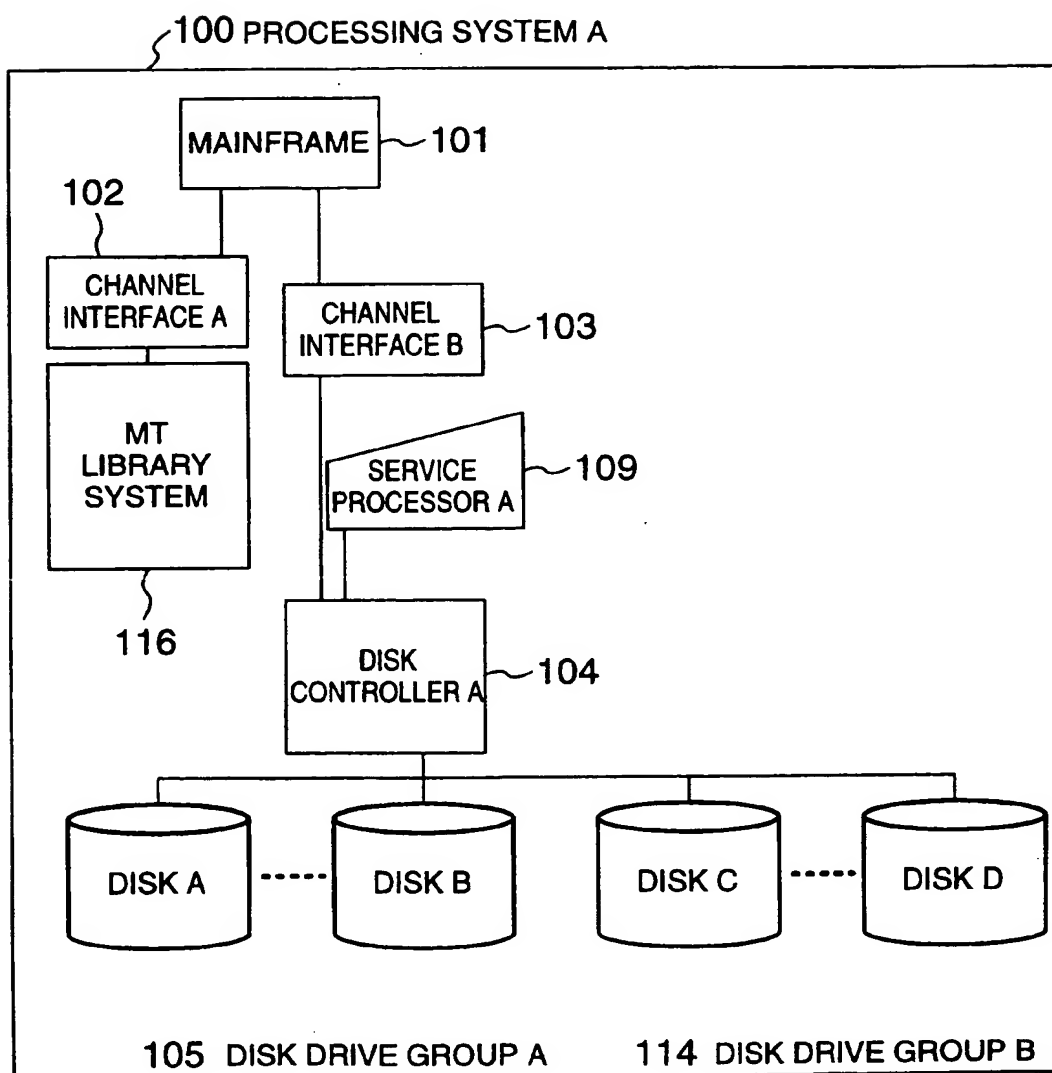 100 PROCESSING SYSTEM A
MAINFRAME
101
102
CHANNEL
INTERFACE A
CHANNEL
INTERFACE B
103
MT
LIBRARY
SYSTEM
SERVICE
PROCESSOR A
109
116
DISK
CONTROLLER A
104
DISK A
DISK B
DISK C
DISK D
105 DISK DRIVE GROUP A
114 DISK DRIVE GROUP B